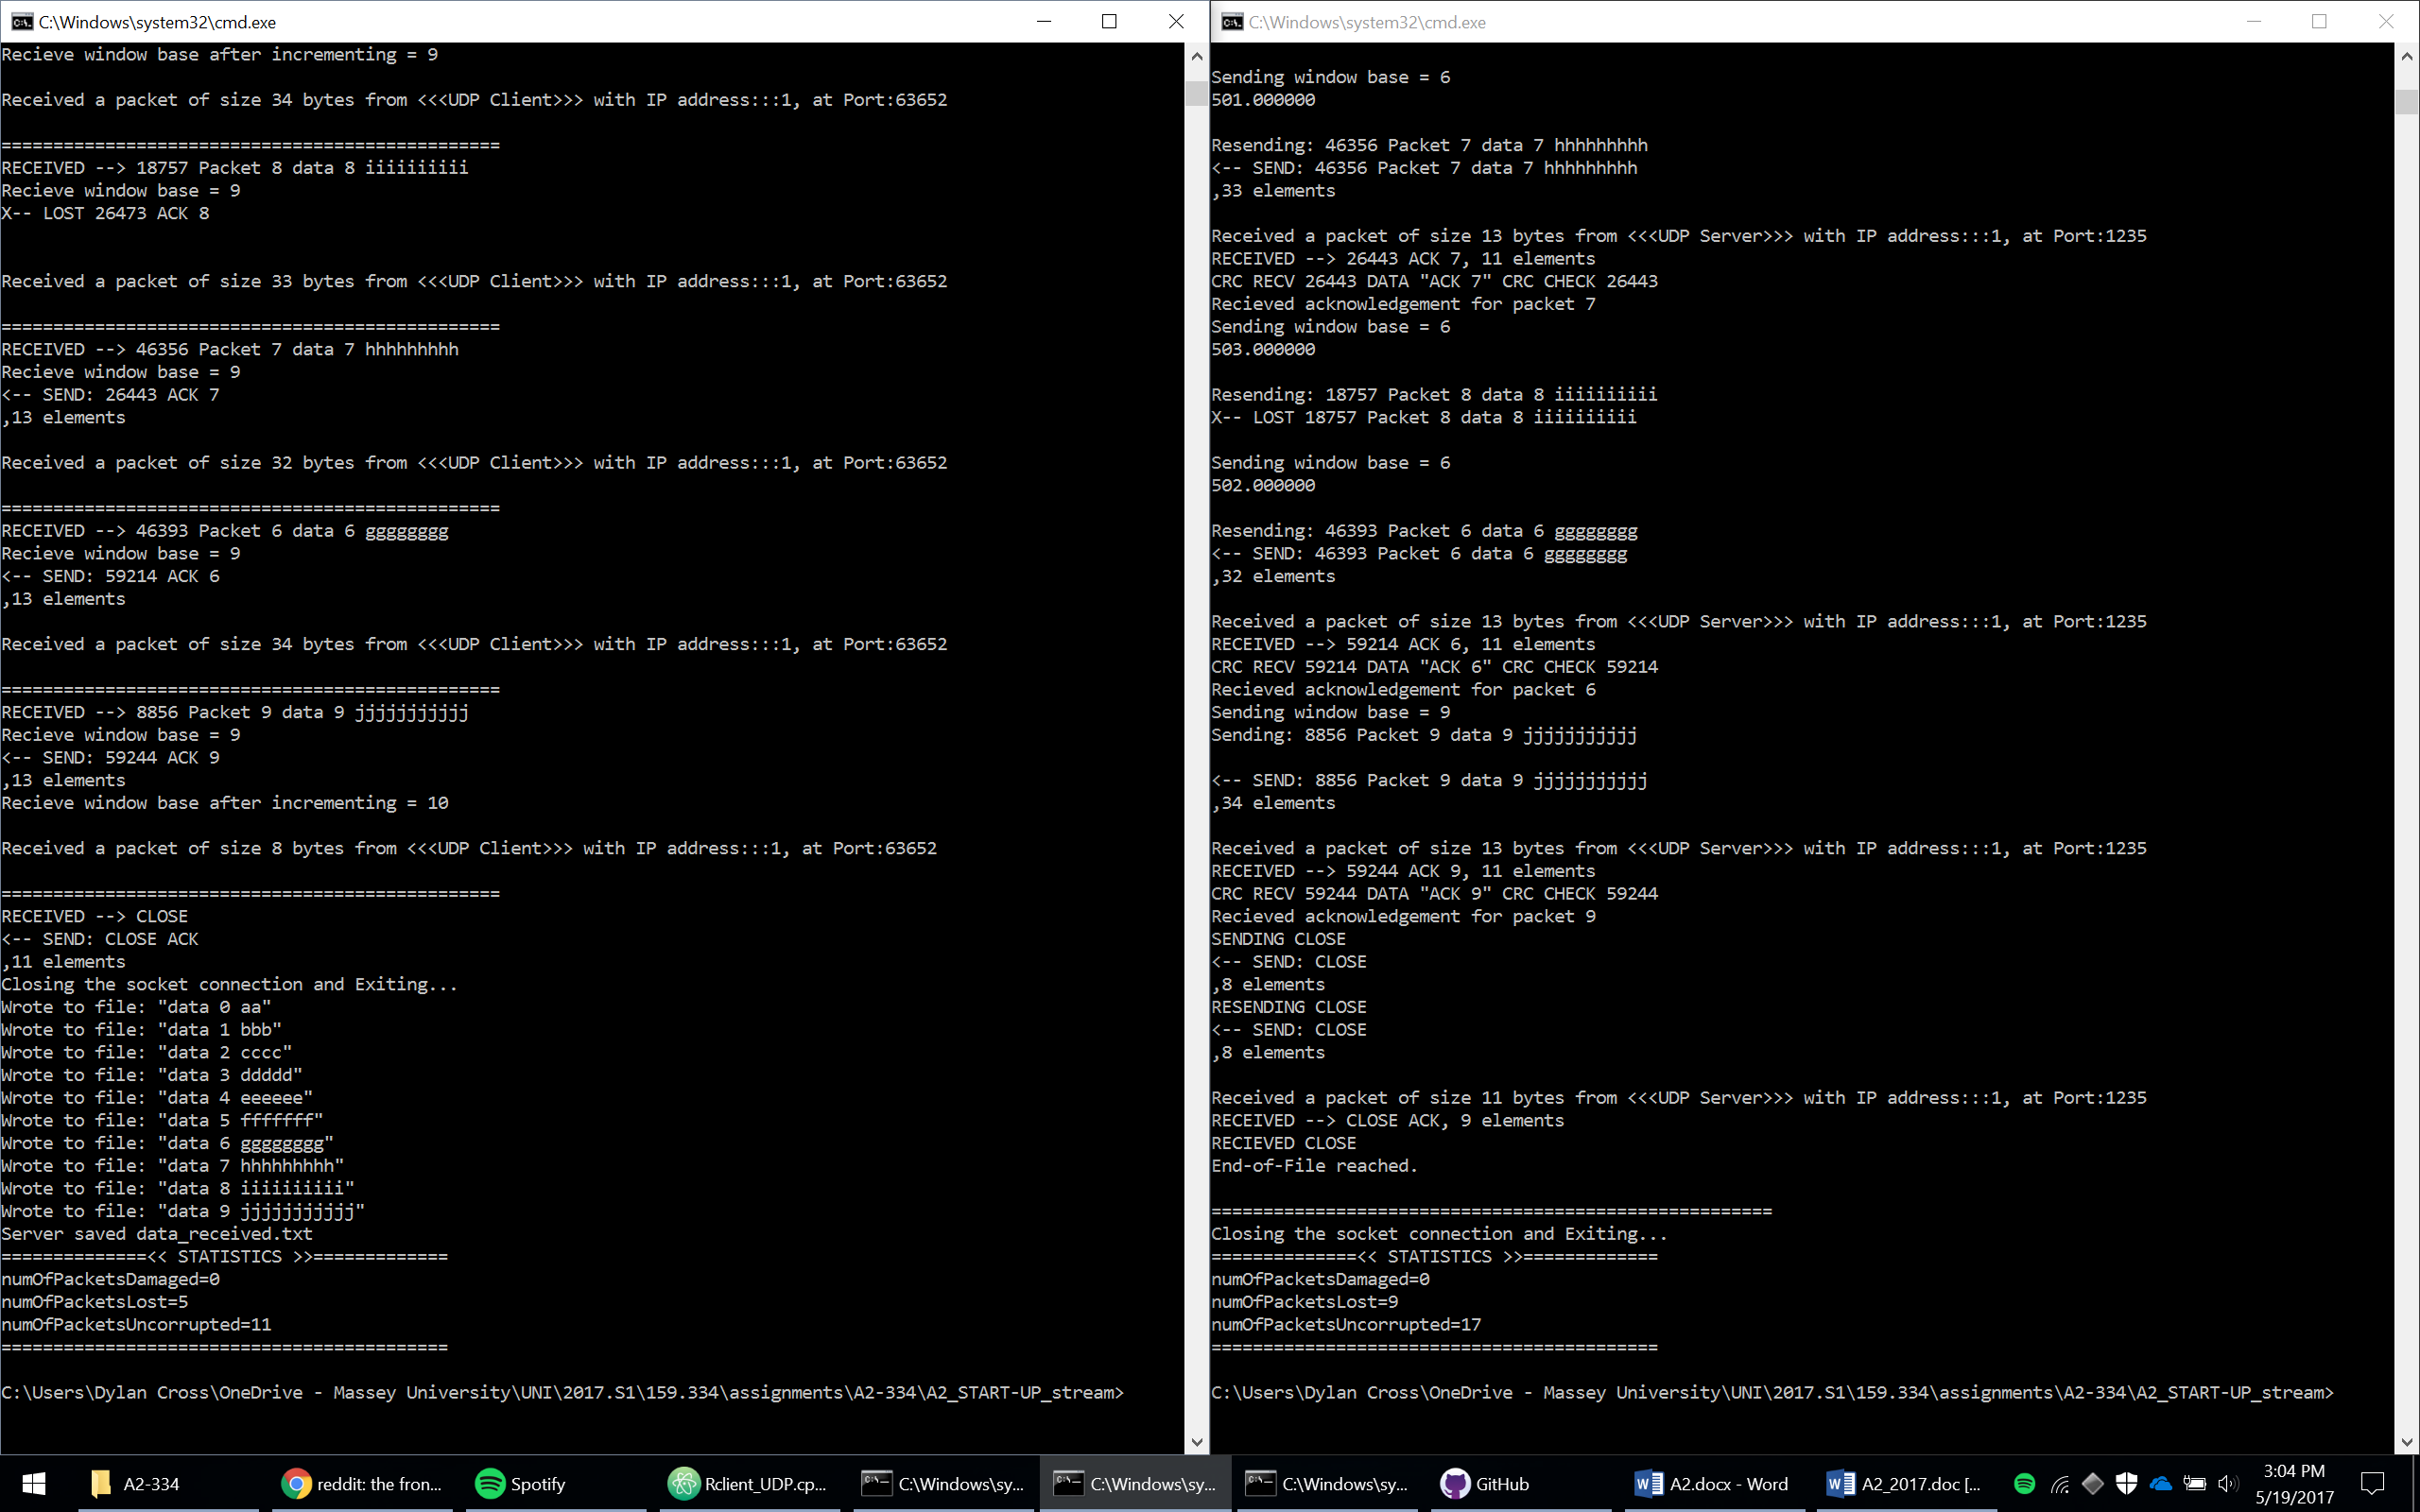 C:\Windows\system32\cmd.exe
Recieve window base after incrementing = 9
Received a packet of size 34 bytes from <<<UDP Client>>> with IP address:::1, at Port:63652
================================================
RECEIVED --> 18757 Packet 8 data 8 iiiiiiiiii
Recieve window base = 9
X-- LOST 26473 ACK 8
Received a packet of size 33 bytes from <<<UDP Client>>> with IP address:::1, at Port:63652
================================================
RECEIVED --> 46356 Packet 7 data 7 hhhhhhhhh
Recieve window base = 9
<-- SEND: 26443 ACK 7
,13 elements
Received a packet of size 32 bytes from <<<UDP Client>>> with IP address:::1, at Port:63652
================================================
RECEIVED --> 46393 Packet 6 data 6 gggggggg
Recieve window base = 9
<-- SEND: 59214 ACK 6
,13 elements
Received a packet of size 34 bytes from <<<UDP Client>>> with IP address:::1, at Port:63652
================================================
RECEIVED --> 8856 Packet 9 data 9 jjjjjjjjjjj
Recieve window base = 9
<-- SEND: 59244 ACK 9
,13 elements
Recieve window base after incrementing = 10
Received a packet of size 8 bytes from <<<UDP Client>>> with IP address:::1, at Port:63652
================================================
RECEIVED --> CLOSE
<-- SEND: CLOSE ACK
,11 elements
Closing the socket connection and Exiting...
Wrote to file: "data 0 aa"
Wrote to file: "data 1 bbb"
Wrote to file: "data 2 cccc"
Wrote to file: "data 3 ddddd"
Wrote to file: "data 4 eeeeee"
Wrote to file: "data 5 fffffff"
Wrote to file: "data 6 gggggggg"
Wrote to file: "data 7 hhhhhhhhh"
Wrote to file: "data 8 iiiiiiiiii"
Wrote to file: "data 9 jjjjjjjjjjj"
Server saved data_received.txt
==============<< STATISTICS >>=============
numOfPacketsDamaged=0
numOfPacketsLost=5
numOfPacketsUncorrupted=11
===========================================
C:\Users\Dylan Cross\OneDrive - Massey University\UNI\2017.S1\159.334\assignments\A2-334\A2_START-UP_stream>
C:\Windows\system32\cmd.exe
Sending window base = 6
501.000000
Resending: 46356 Packet 7 data 7 hhhhhhhhh
<-- SEND: 46356 Packet 7 data 7 hhhhhhhhh
,33 elements
Received a packet of size 13 bytes from <<<UDP Server>>> with IP address:::1, at Port:1235
RECEIVED --> 26443 ACK 7, 11 elements
CRC RECV 26443 DATA "ACK 7" CRC CHECK 26443
Recieved acknowledgement for packet 7
Sending window base = 6
503.000000
Resending: 18757 Packet 8 data 8 iiiiiiiiii
X-- LOST 18757 Packet 8 data 8 iiiiiiiiii
Sending window base = 6
502.000000
Resending: 46393 Packet 6 data 6 gggggggg
<-- SEND: 46393 Packet 6 data 6 gggggggg
,32 elements
Received a packet of size 13 bytes from <<<UDP Server>>> with IP address:::1, at Port:1235
RECEIVED --> 59214 ACK 6, 11 elements
CRC RECV 59214 DATA "ACK 6" CRC CHECK 59214
Recieved acknowledgement for packet 6
Sending window base = 9
Sending: 8856 Packet 9 data 9 jjjjjjjjjjj
<-- SEND: 8856 Packet 9 data 9 jjjjjjjjjjj
,34 elements
Received a packet of size 13 bytes from <<<UDP Server>>> with IP address:::1, at Port:1235
RECEIVED --> 59244 ACK 9, 11 elements
CRC RECV 59244 DATA "ACK 9" CRC CHECK 59244
Recieved acknowledgement for packet 9
SENDING CLOSE
<-- SEND: CLOSE
,8 elements
RESENDING CLOSE
<-- SEND: CLOSE
,8 elements
Received a packet of size 11 bytes from <<<UDP Server>>> with IP address:::1, at Port:1235
RECEIVED --> CLOSE ACK, 9 elements
RECIEVED CLOSE
End-of-File reached.
======================================================
Closing the socket connection and Exiting...
==============<< STATISTICS >>=============
numOfPacketsDamaged=0
numOfPacketsLost=9
numOfPacketsUncorrupted=17
===========================================
C:\Users\Dylan Cross\OneDrive - Massey University\UNI\2017.S1\159.334\assignments\A2-334\A2_START-UP_stream>
A2-334
reddit: the fron...
Spotify
Rclient_UDP.cp...
C:\Windows\sy...
C:\Windows\sy...
C:\Windows\sy...
GitHub
A2.docx - Word
A2_2017.doc [...
3:04 PM
5/19/2017